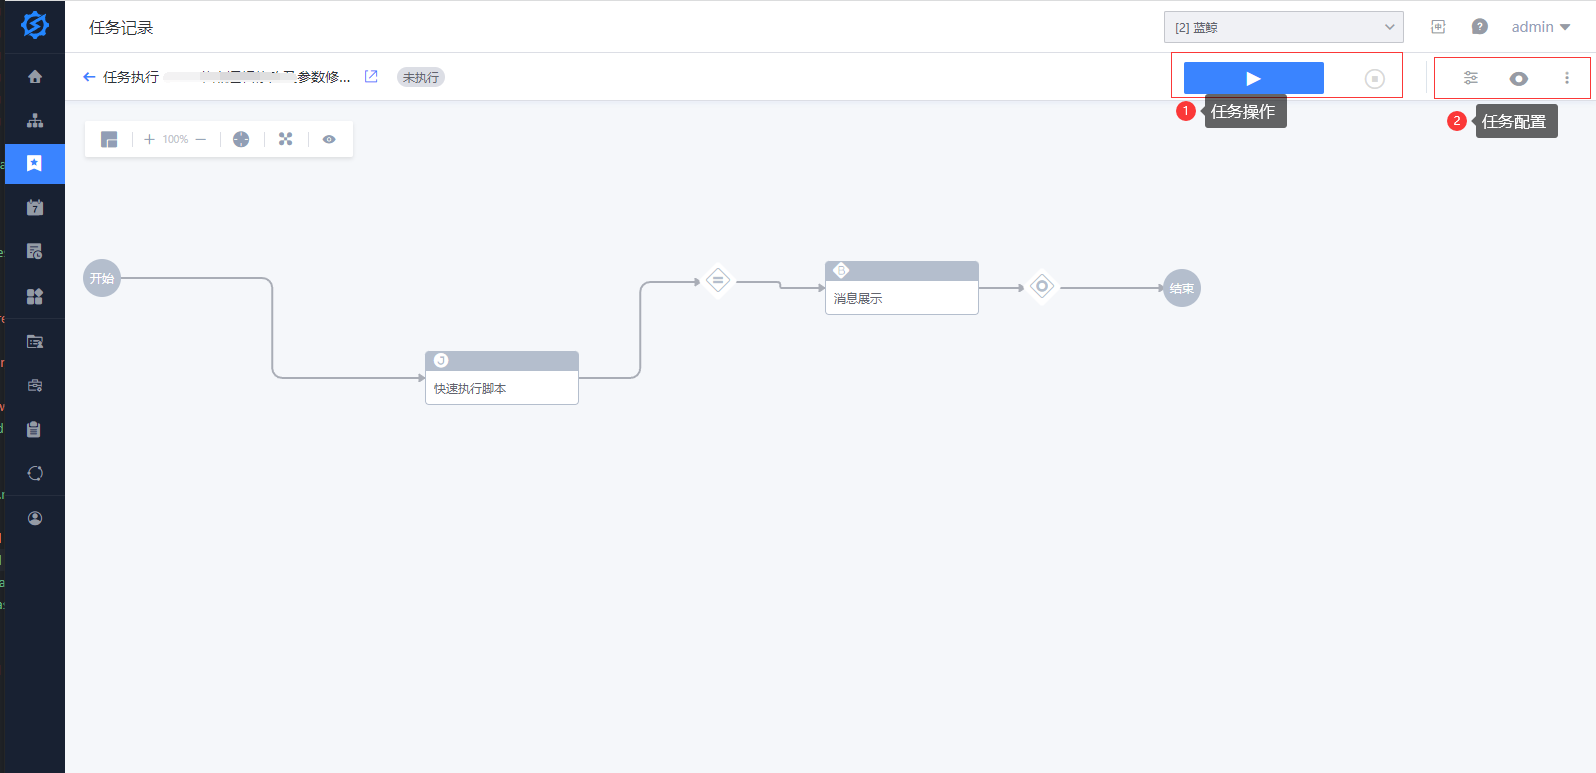 任务记录
[2] 蓝鲸
admin
任务执行
参数修...
未执行
1 任务操作
2 任务配置
100%
7
开始
B
消息展示
结束
J
快速执行脚本